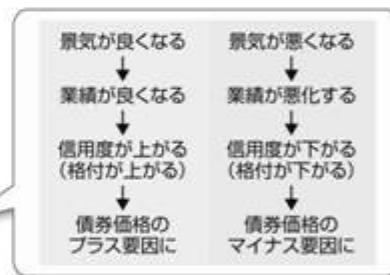 景気が良くなる
↓
業績が良くなる
↓
信用度が上がる
(格付が上がる)
↓
債券価格の
プラス要因に
景気が悪くなる
↓
業績が悪化する
↓
信用度が下がる
(格付が下がる)
↓
債券価格の
マイナス要因に